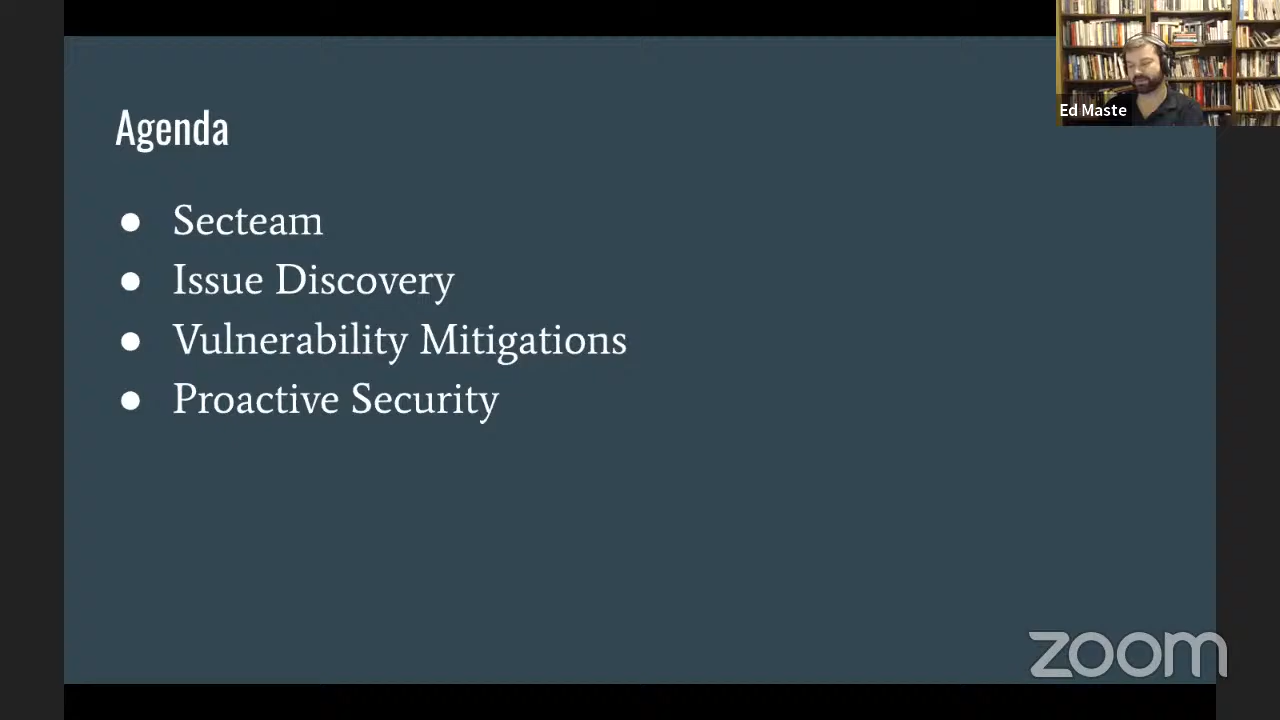 Agenda
● Secteam
● Issue Discovery
● Vulnerability Mitigations
● Proactive Security
Ed Maste
zoom